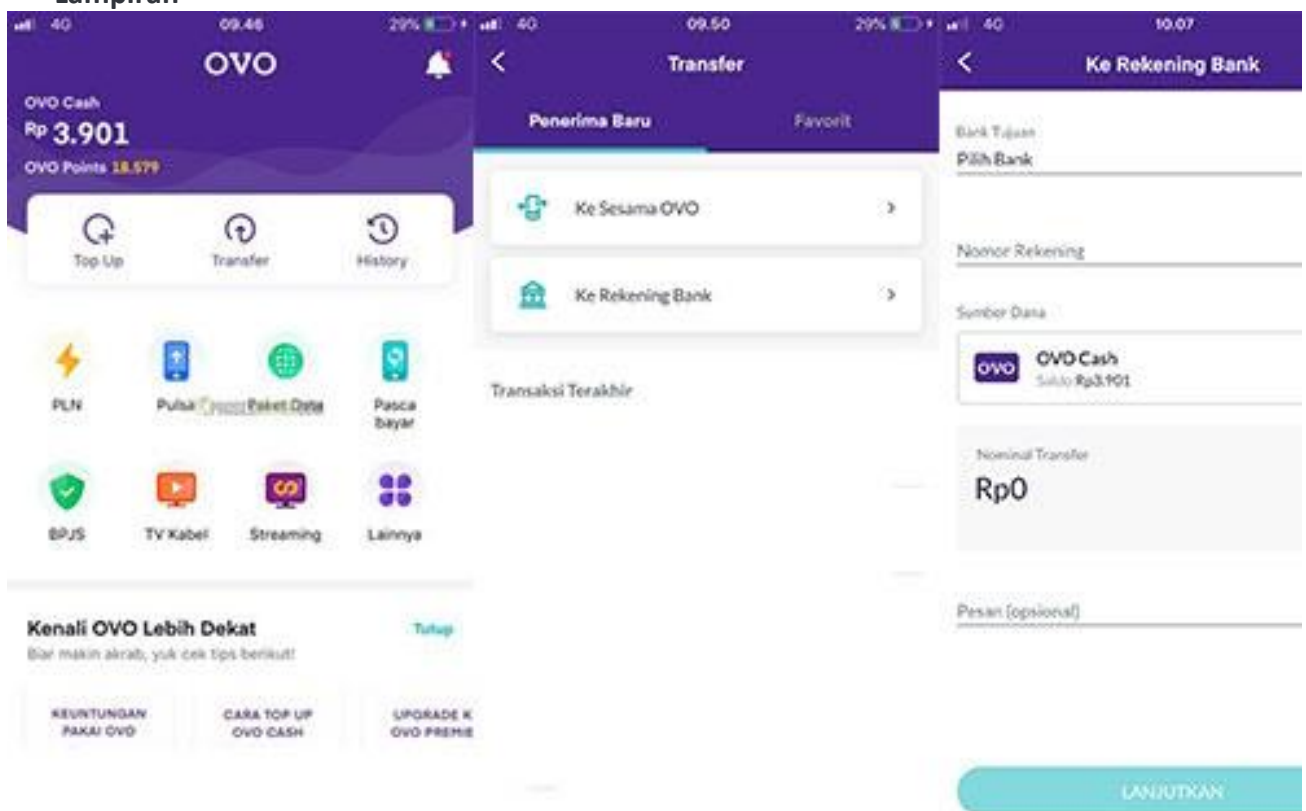 Lampiran
4G 09.46 29%
OVO
OVO Cash
Rp 3.901
OVO Points 18.579
Top Up Transfer History
PLN Pulsa Paket Data Pasca bayar
BPJS TV Kabel Streaming Lainnya
Kenali OVO Lebih Dekat Tutup
Biar makin akrab, yuk cek tips berikut!
KEUNTUNGAN PAKAI OVO
CARA TOP UP OVO CASH
UPGRADE K
OVO PREMIE
4G 09.50 29%
Transfer
Penerima Baru Favorit
Ke Sesama OVO
Ke Rekening Bank
Transaksi Terakhir
4G 10.07
Ke Rekening Bank
Bank Tujuan
Pilih Bank
Nomor Rekening
Sumber Dana
OVO OVO Cash
Saldo Rp3.901
Nominal Transfer
Rp0
Pesan (opsional)
LANJUTKAN